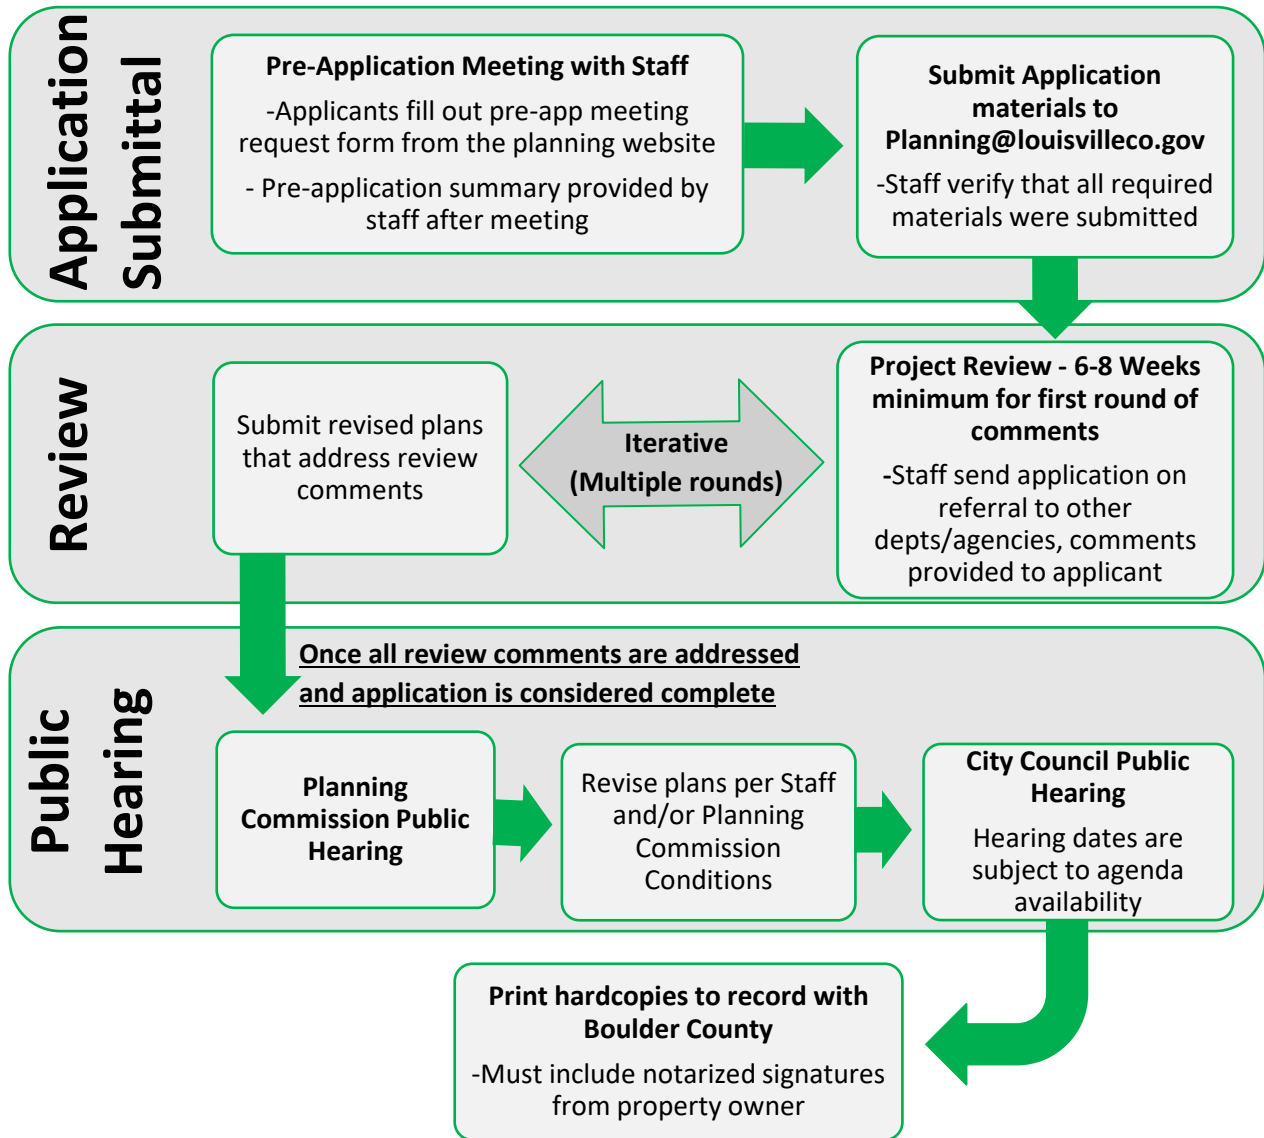 Application
Submittal
Pre-Application Meeting with Staff
-Applicants fill out pre-app meeting
request form from the planning website
- Pre-application summary provided by
staff after meeting
Submit Application
materials to
Planning@louisvilleco.gov
-Staff verify that all required
materials were submitted
Review
Submit revised plans
that address review
comments
Iterative
(Multiple rounds)
Project Review - 6-8 Weeks
minimum for first round of
comments
-Staff send application on
referral to other
depts/agencies, comments
provided to applicant
Public
Hearing
Once all review comments are addressed
and application is considered complete
Planning
Commission Public
Hearing
Revise plans per Staff
and/or Planning
Commission
Conditions
City Council Public
Hearing
Hearing dates are
subject to agenda
availability
Print hardcopies to record with
Boulder County
-Must include notarized signatures
from property owner